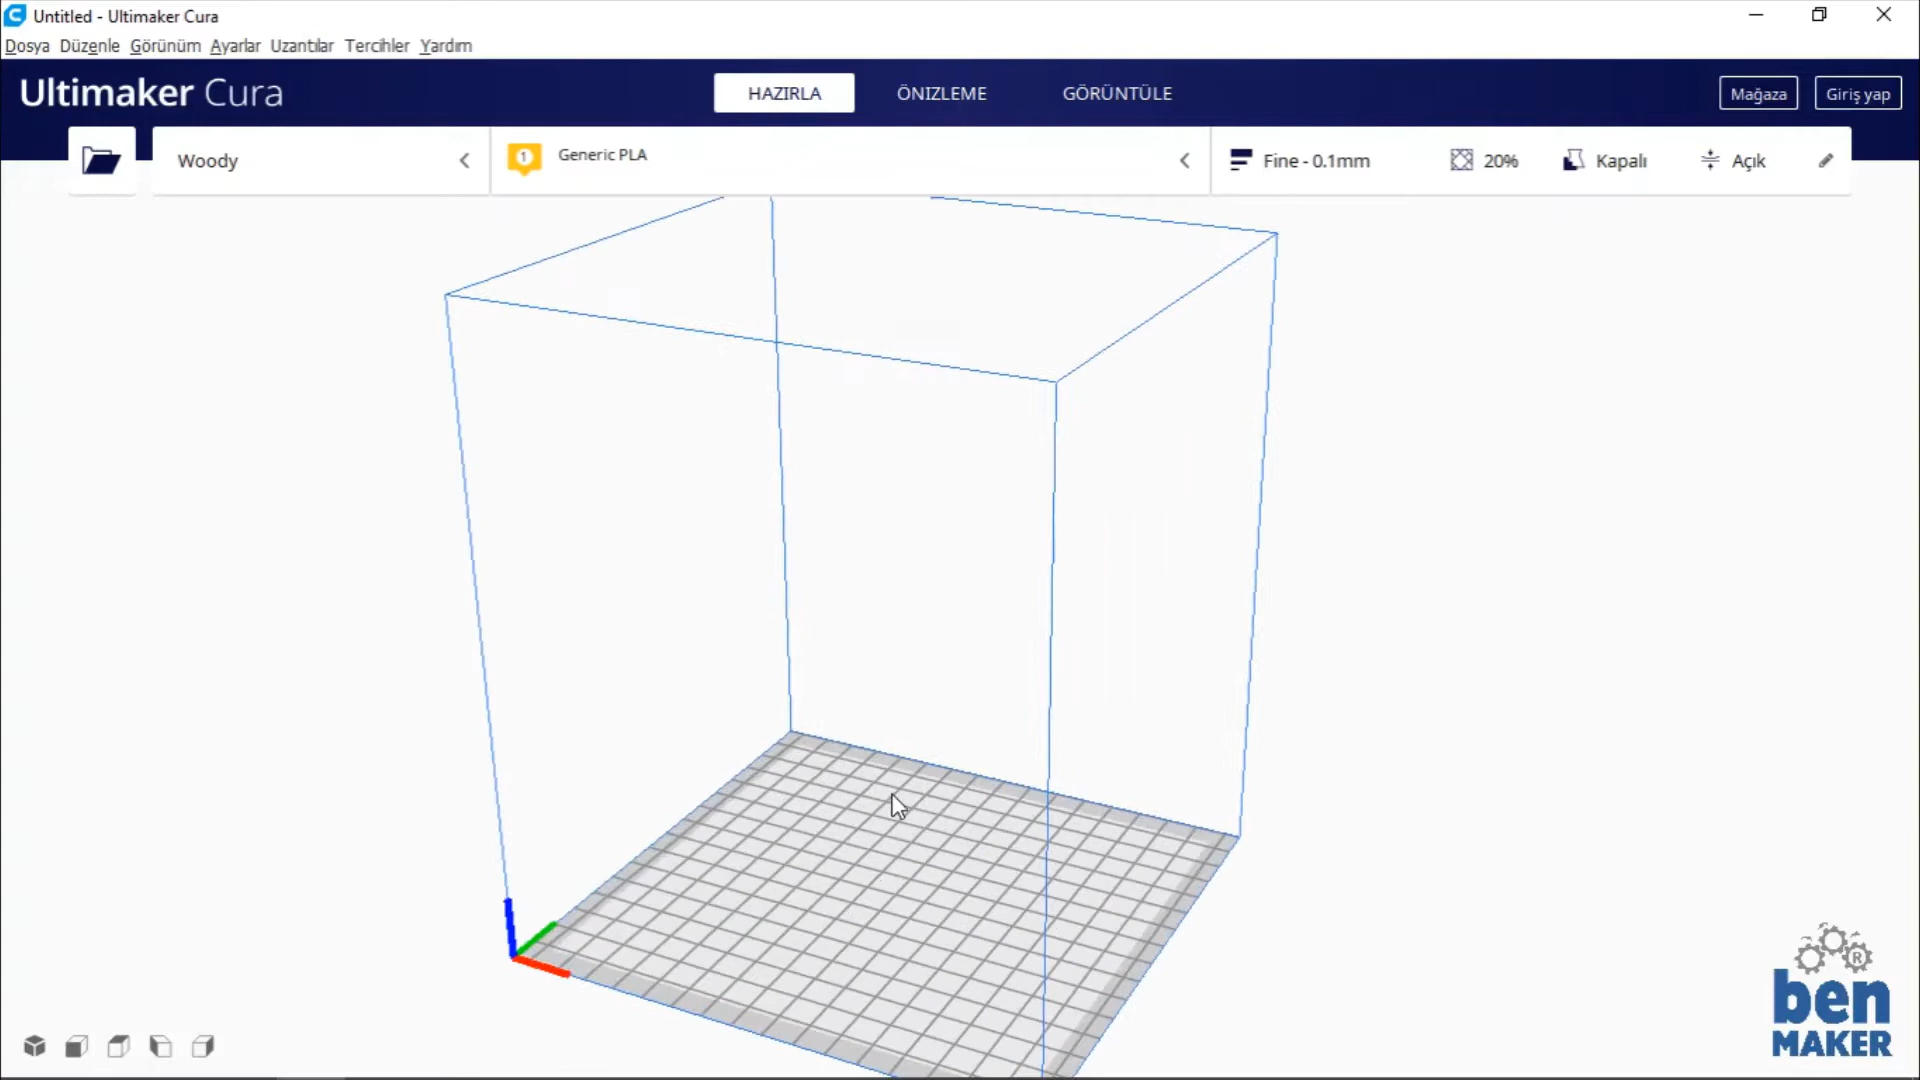 Untitled - Ultimaker Cura
Dosya Düzenle Görünüm Ayarlar Uzantılar Tercihler Yardım
Ultimaker Cura
HAZIRLA ÖNIZLEME GÖRÜNTÜLE
Mağaza Giriş yap
Woody
1 Generic PLA
Fine - 0.1mm 20% Kapalı Açık
R
ben
MAKER